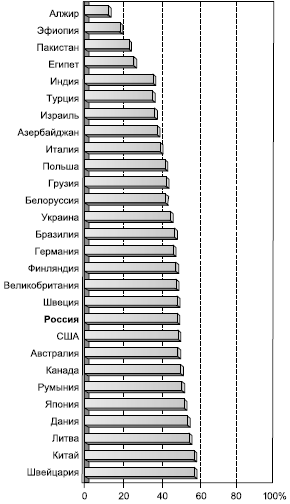 Алжир
Эфиопия
Пакистан
Египет
Индия
Турция
Израиль
Азербайджан
Италия
Польша
Грузия
Белоруссия
Украина
Бразилия
Германия
Финляндия
Великобритания
Швеция
Россия
США
Австралия
Канада
Румыния
Япония
Дания
Литва
Китай
Швейцария
0 20 40 60 80 100%